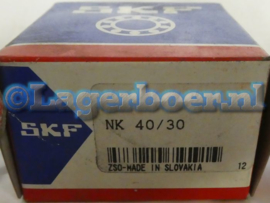 SKF
©Lagerboer.nl
SKF
NK 40/30
ZSO-MADE IN SLOVAKIA 12